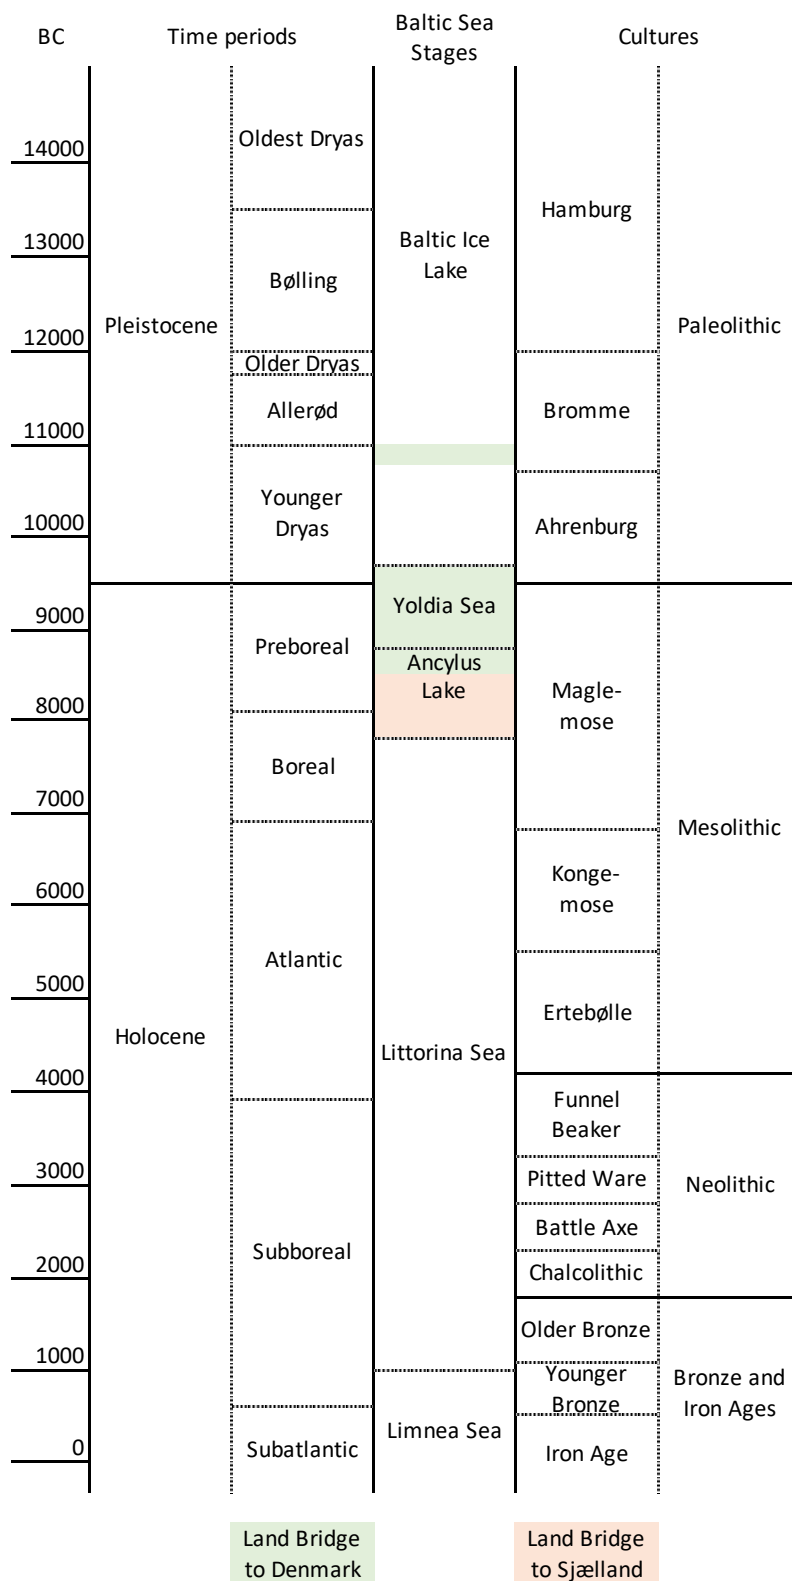 BC
Time periods
Baltic Sea
Stages
Cultures
Oldest Dryas
14000
Hamburg
13000
Baltic Ice
Lake
Bølling
12000
Pleistocene
Paleolithic
Older Dryas
Allerød
Bromme
11000
Younger
Dryas
10000
Ahrenburg
9000
Yoldia Sea
Preboreal
Ancylus
Lake
Magle-
mose
8000
Boreal
7000
Mesolithic
6000
Konge-
mose
Atlantic
5000
Ertebølle
Holocene
Littorina Sea
4000
Funnel
Beaker
3000
Pitted Ware
Neolithic
Battle Axe
Subboreal
2000
Chalcolithic
Older Bronze
1000
Younger
Bronze
Bronze and
Iron Ages
Limnea Sea
0
Subatlantic
Iron Age
Land Bridge
to Denmark
Land Bridge
to Sjælland